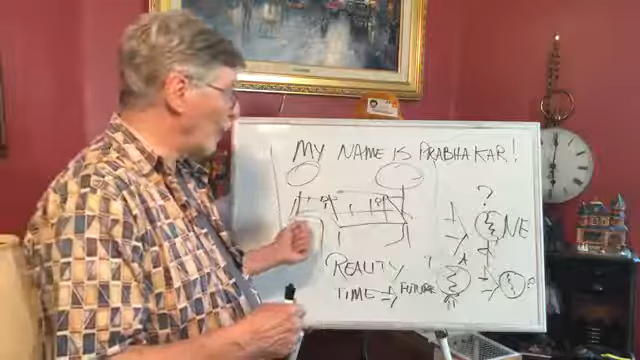 MY NAME IS PRABHAKAR!
?
NE
REALITY
TIME FUTURE
A
?